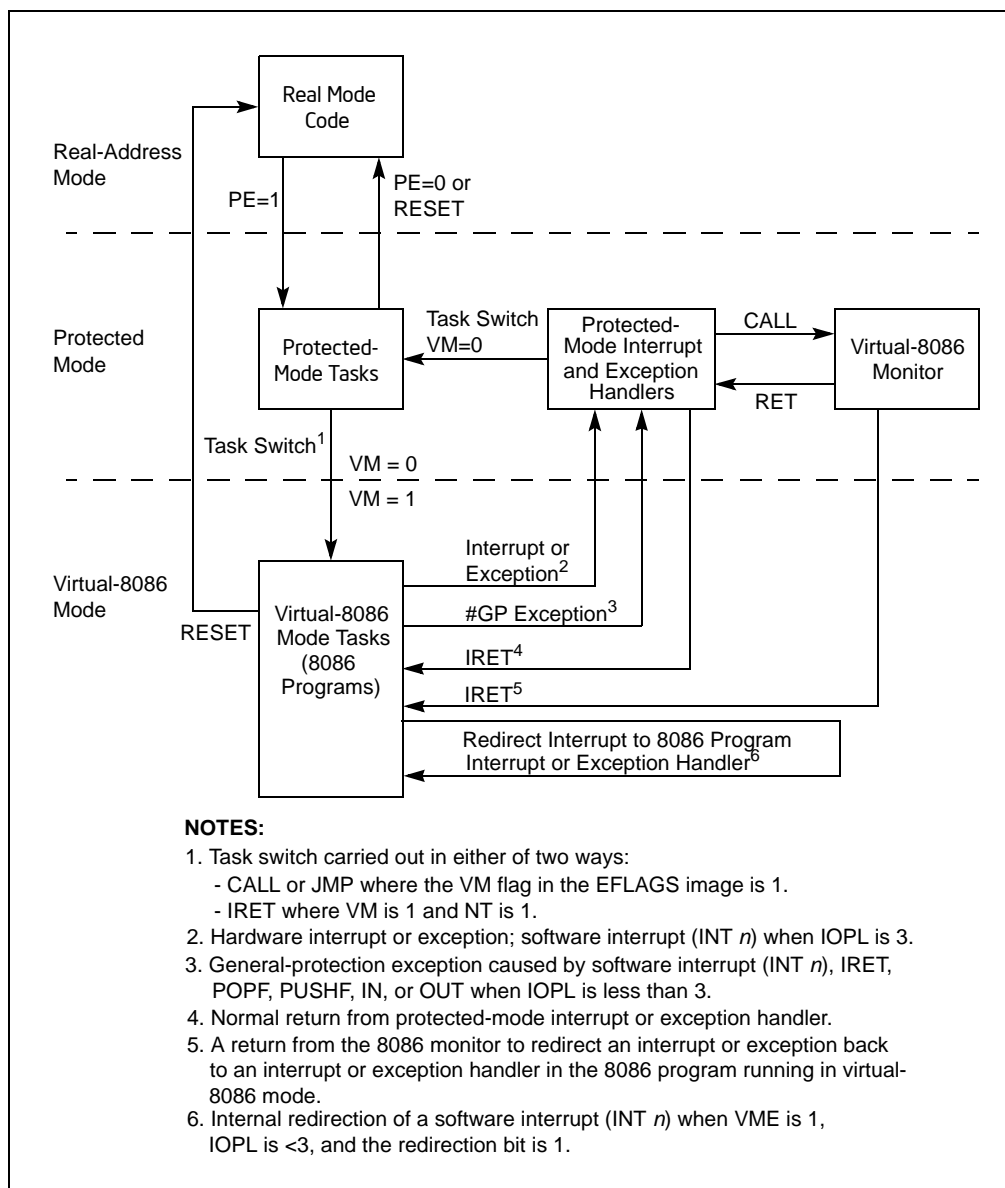 Real Mode
Code
Real-Address
Mode
PE=1
PE=0 or
RESET
Protected
Mode
Protected-
Mode Tasks
Task Switch
VM=0
Protected-
Mode Interrupt
and Exception
Handlers
CALL
RET
Virtual-8086
Monitor
Task Switch1
VM = 0
VM = 1
Virtual-8086
Mode
RESET
Virtual-8086
Mode Tasks
(8086
Programs)
Interrupt or
Exception2
#GP Exception3
IRET4
IRET5
Redirect Interrupt to 8086 Program
Interrupt or Exception Handler6
NOTES:
1. Task switch carried out in either of two ways:
- CALL or JMP where the VM flag in the EFLAGS image is 1.
- IRET where VM is 1 and NT is 1.
2. Hardware interrupt or exception; software interrupt (INT n) when IOPL is 3.
3. General-protection exception caused by software interrupt (INT n), IRET,
POPF, PUSHF, IN, or OUT when IOPL is less than 3.
4. Normal return from protected-mode interrupt or exception handler.
5. A return from the 8086 monitor to redirect an interrupt or exception back
to an interrupt or exception handler in the 8086 program running in virtual-
8086 mode.
6. Internal redirection of a software interrupt (INT n) when VME is 1,
IOPL is <3, and the redirection bit is 1.